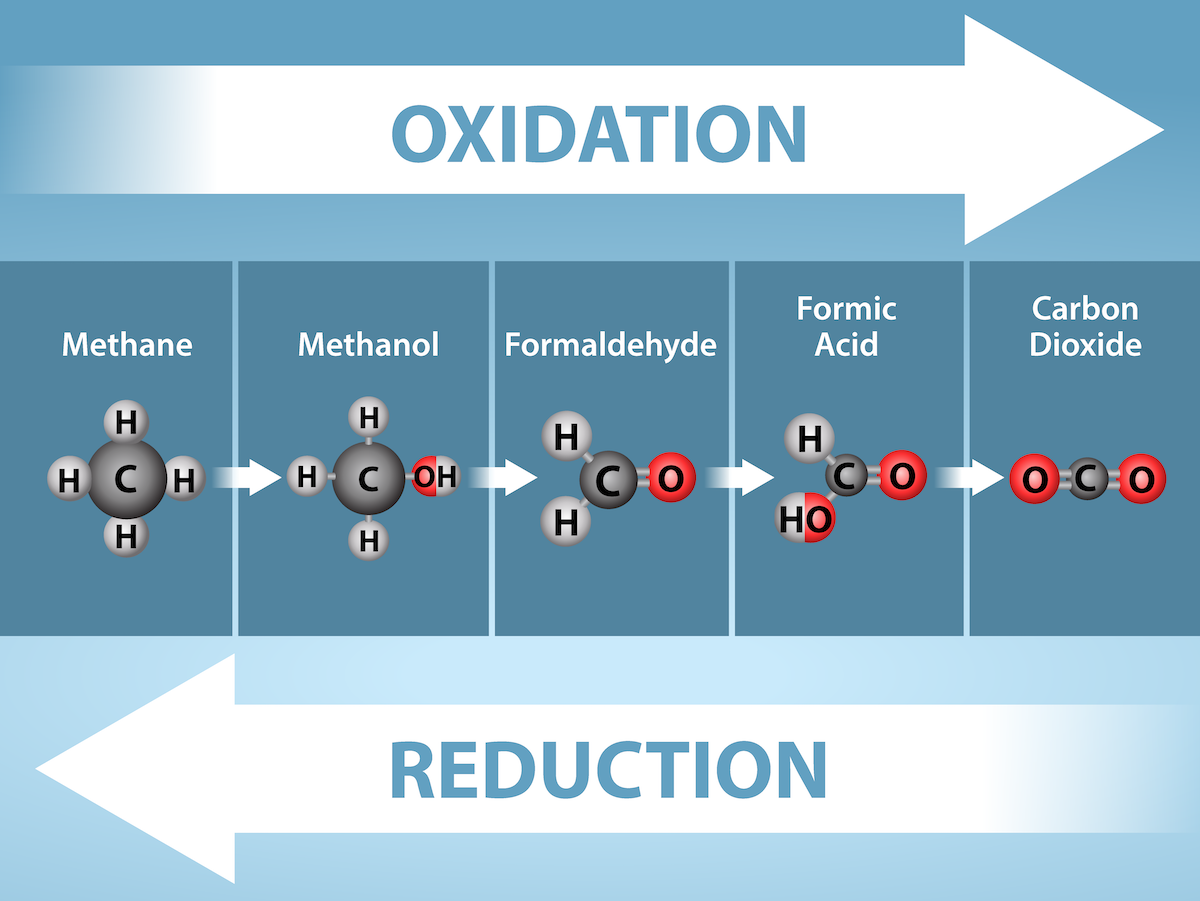 OXIDATION
Methane
Methanol
Formaldehyde
Formic
Acid
Carbon
Dioxide
H
H C H
H
H
H C OH
H
H
C O
H
H
C O
HO
O C O
REDUCTION